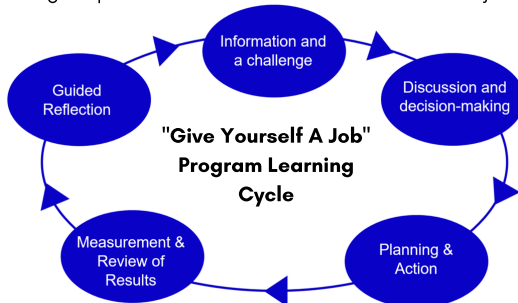 Information and
a challenge
Guided
Reflection
Discussion and
decision-making
"Give Yourself A Job"
Program Learning
Cycle
Measurement &
Review of
Results
Planning &
Action